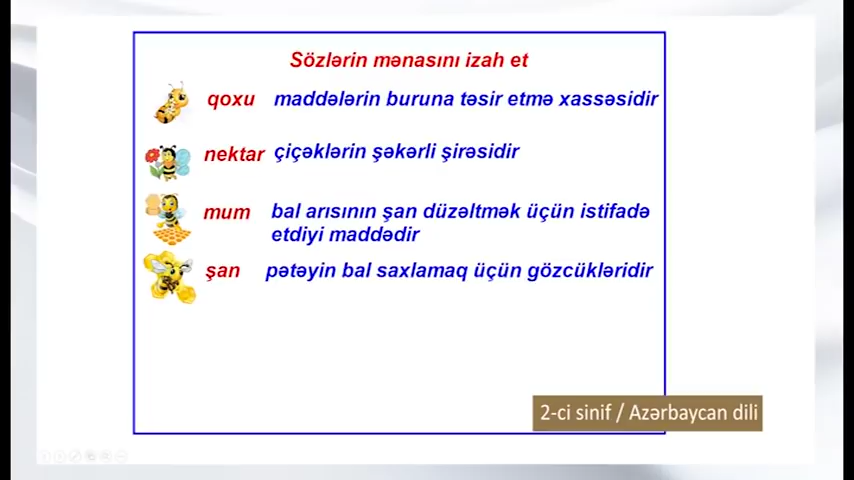 Sözlərin mənasını izah et
qoxu maddələrin buruna təsir etmə xassəsidir
nektar çiçəklərin şəkərli şirəsidir
mum bal arısının şan düzəltmək üçün istifadə
etdiyi maddədir
şan pətəyin bal saxlamaq üçün gözcükləridir
2-ci sinif / Azərbaycan dili